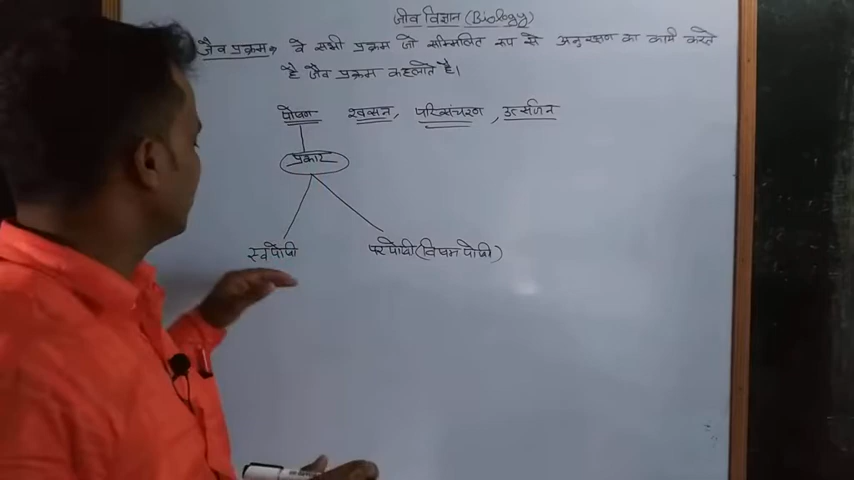 जीव विज्ञान (Biology)
जैव प्रक्रम, वे सभी प्रक्रम जो सम्मिलित रूप से अनुरक्षण का कार्य करते
है जैव प्रक्रम कहलाते है।
पोषण श्वसन, परिसंचरण, उत्सर्जन
प्रकार
स्वपोषी परपोषी(विषमपोषी)